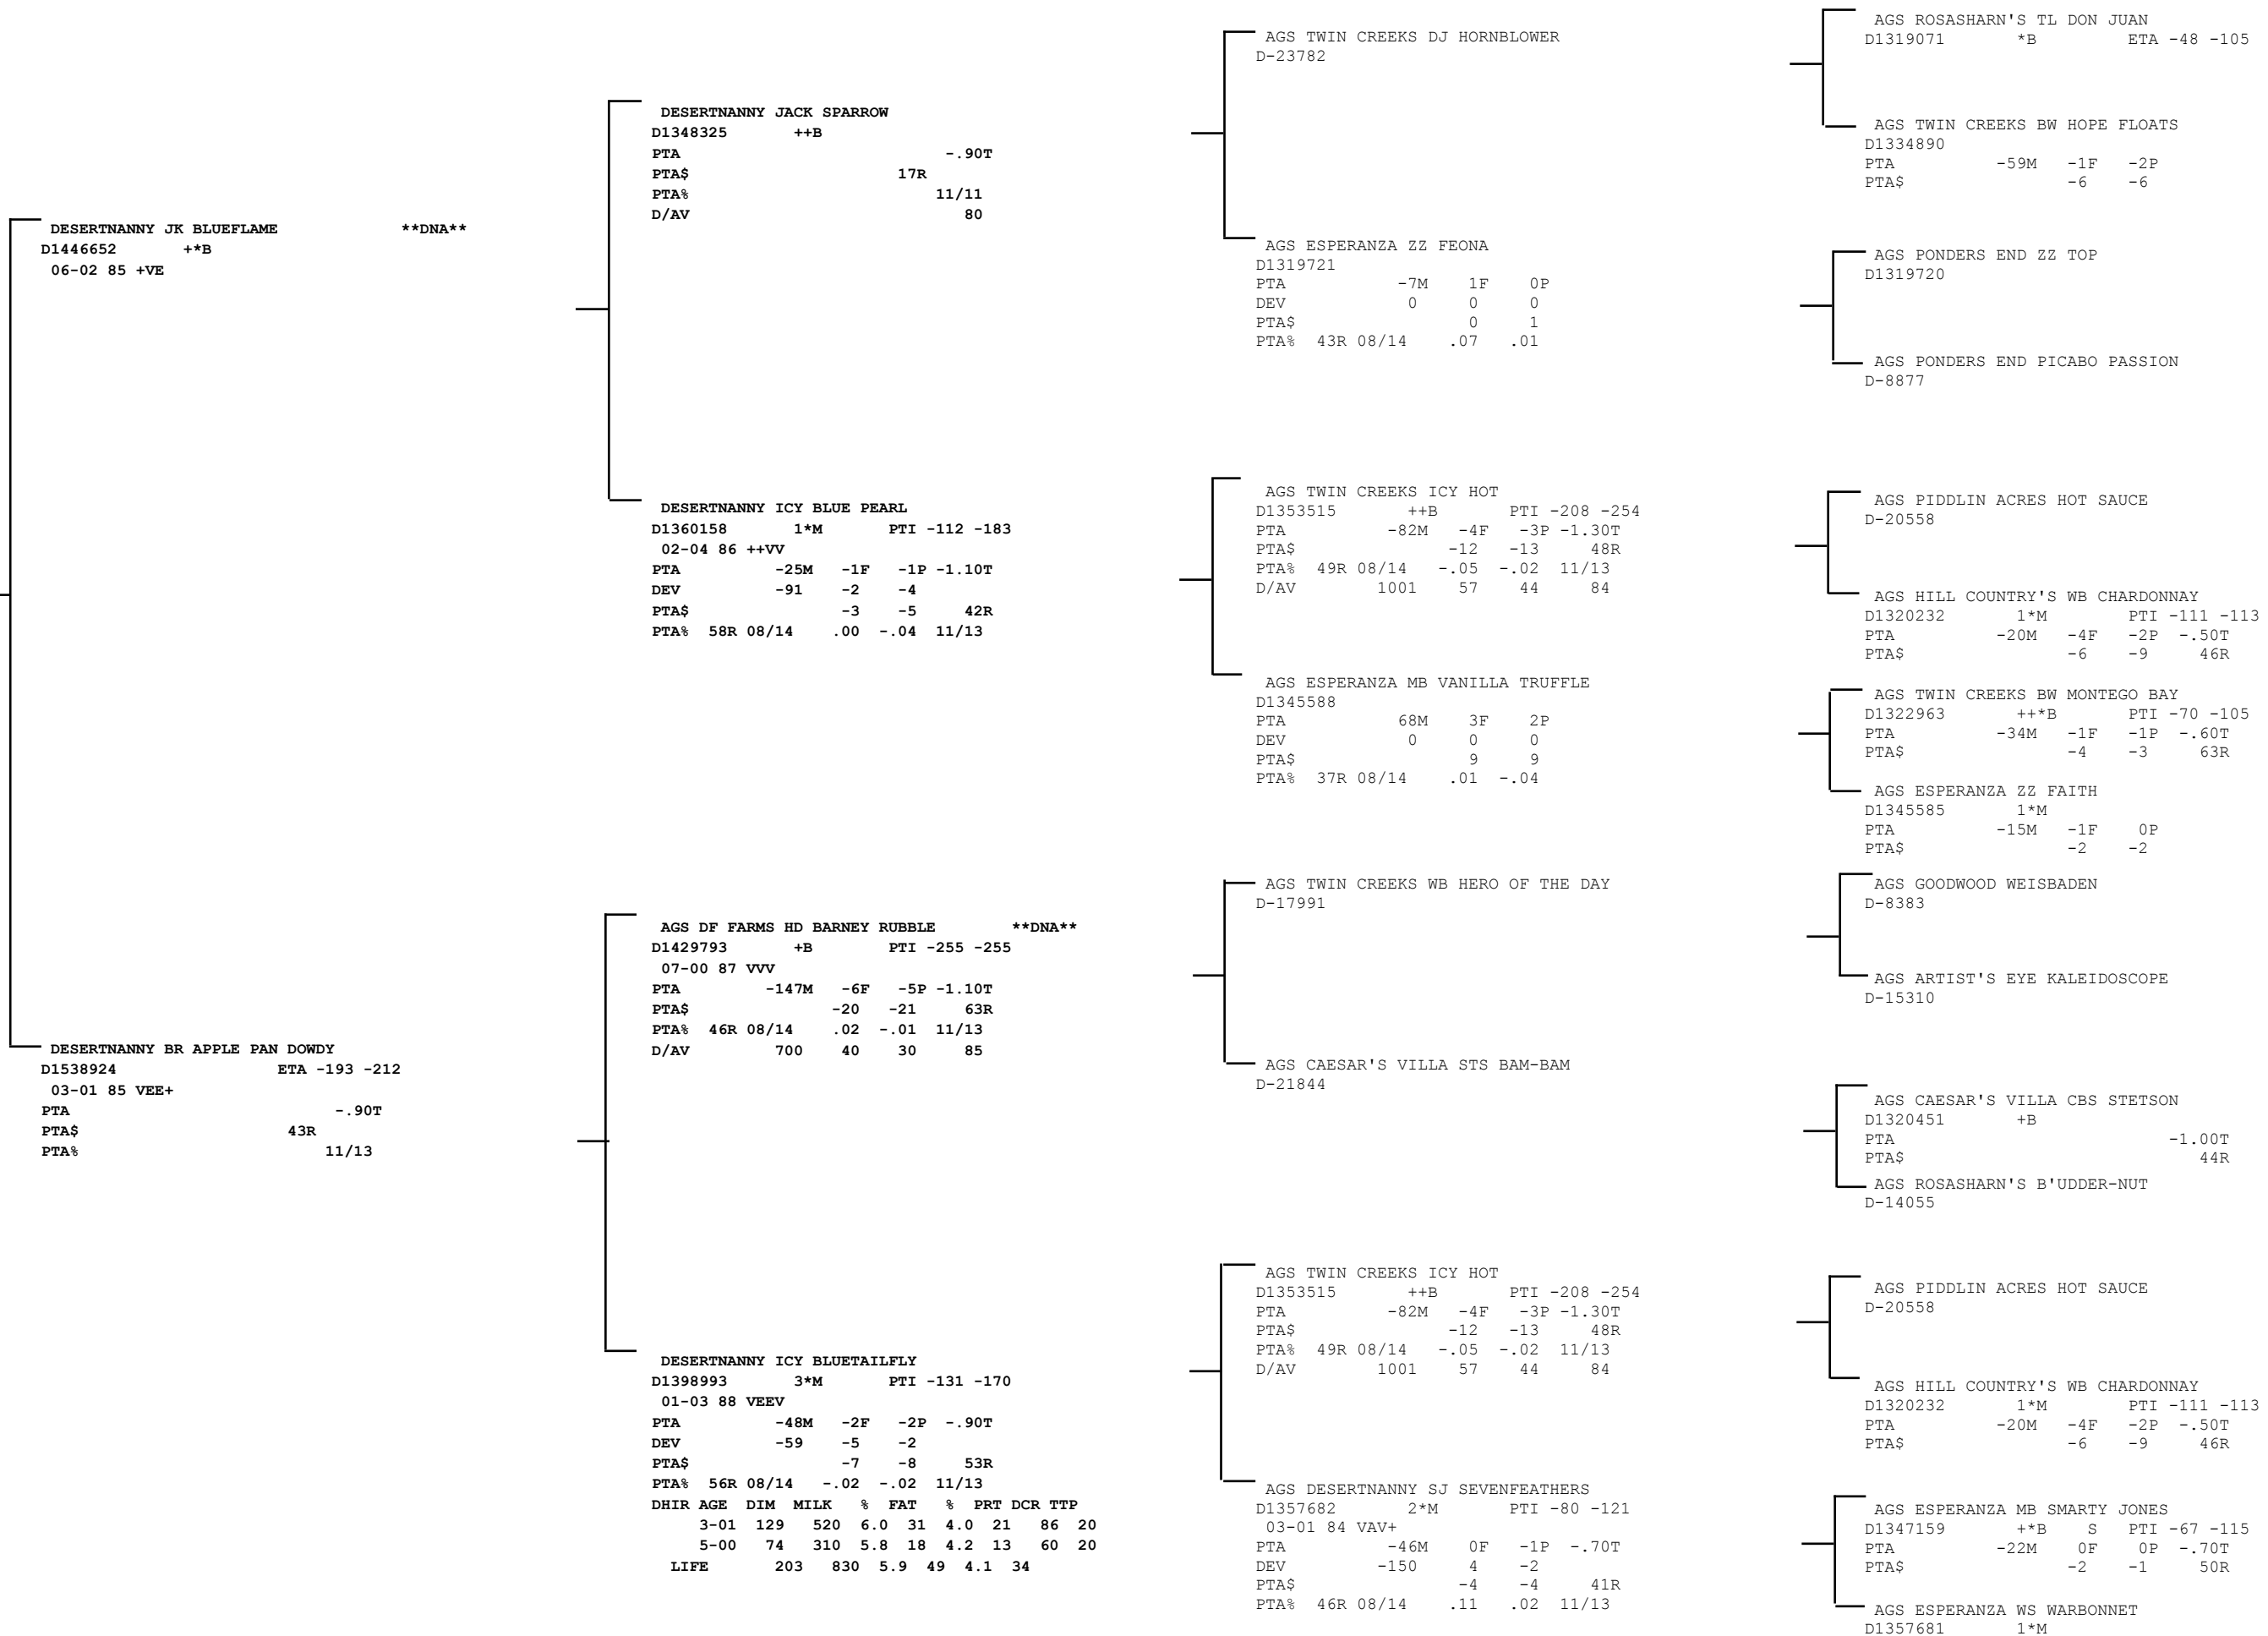 DESERTNANNY JK BLUEFLAME **DNA**
D1446652 +*B
06-02 85 +VE
DESERTNANNY BR APPLE PAN DOWDY
D1538924 ETA -193 -212
03-01 85 VEE+
PTA -.90T
PTA$ 43R
PTA% 11/13
DESERTNANNY JACK SPARROW
D1348325 ++B
PTA -.90T
PTA$ 17R
PTA% 11/11
D/AV 80
DESERTNANNY ICY BLUE PEARL
D1360158 1*M PTI -112 -183
02-04 86 ++VV
PTA -25M -1F -1P -1.10T
DEV -91 -2 -4
PTA$ -3 -5 42R
PTA% 58R 08/14 .00 -.04 11/13
AGS DF FARMS HD BARNEY RUBBLE **DNA**
D1429793 +B PTI -255 -255
07-00 87 VVV
PTA -147M -6F -5P -1.10T
PTA$ -20 -21 63R
PTA% 46R 08/14 .02 -.01 11/13
D/AV 700 40 30 85
DESERTNANNY ICY BLUETAILFLY
D1398993 3*M PTI -131 -170
01-03 88 VEEV
PTA -48M -2F -2P -.90T
DEV -59 -5 -2
PTA$ -7 -8 53R
PTA% 56R 08/14 -.02 -.02 11/13
DHIR AGE DIM MILK % FAT % PRT DCR TTP
3-01 129 520 6.0 31 4.0 21 86 20
5-00 74 310 5.8 18 4.2 13 60 20
LIFE 203 830 5.9 49 4.1 34
AGS TWIN CREEKS DJ HORNBLOWER
D-23782
AGS ESPERANZA ZZ FEONA
D1319721
PTA -7M 1F 0P
DEV 0 0 0
PTA$ 0 1
PTA% 43R 08/14 .07 .01
AGS TWIN CREEKS ICY HOT
D1353515 ++B PTI -208 -254
PTA -82M -4F -3P -1.30T
PTA$ -12 -13 48R
PTA% 49R 08/14 -.05 -.02 11/13
D/AV 1001 57 44 84
AGS ESPERANZA MB VANILLA TRUFFLE
D1345588
PTA 68M 3F 2P
DEV 0 0 0
PTA$ 9 9
PTA% 37R 08/14 .01 -.04
AGS TWIN CREEKS WB HERO OF THE DAY
D-17991
AGS CAESAR'S VILLA STS BAM-BAM
D-21844
AGS TWIN CREEKS ICY HOT
D1353515 ++B PTI -208 -254
PTA -82M -4F -3P -1.30T
PTA$ -12 -13 48R
PTA% 49R 08/14 -.05 -.02 11/13
D/AV 1001 57 44 84
AGS DESERTNANNY SJ SEVENFEATHERS
D1357682 2*M PTI -80 -121
03-01 84 VAV+
PTA -46M 0F -1P -.70T
DEV -150 4 -2
PTA$ -4 -4 41R
PTA% 46R 08/14 .11 .02 11/13
AGS ROSASHARN'S TL DON JUAN
D1319071 *B ETA -48 -105
AGS TWIN CREEKS BW HOPE FLOATS
D1334890
PTA -59M -1F -2P
PTA$ -6 -6
AGS PONDERS END ZZ TOP
D1319720
AGS PONDERS END PICABO PASSION
D-8877
AGS PIDDLIN ACRES HOT SAUCE
D-20558
AGS HILL COUNTRY'S WB CHARDONNAY
D1320232 1*M PTI -111 -113
PTA -20M -4F -2P -.50T
PTA$ -6 -9 46R
AGS TWIN CREEKS BW MONTEGO BAY
D1322963 ++*B PTI -70 -105
PTA -34M -1F -1P -.60T
PTA$ -4 -3 63R
AGS ESPERANZA ZZ FAITH
D1345585 1*M
PTA -15M -1F 0P
PTA$ -2 -2
AGS GOODWOOD WEISBADEN
D-8383
AGS ARTIST'S EYE KALEIDOSCOPE
D-15310
AGS CAESAR'S VILLA CBS STETSON
D1320451 +B
PTA -1.00T
PTA$ 44R
AGS ROSASHARN'S B'UDDER-NUT
D-14055
AGS PIDDLIN ACRES HOT SAUCE
D-20558
AGS HILL COUNTRY'S WB CHARDONNAY
D1320232 1*M PTI -111 -113
PTA -20M -4F -2P -.50T
PTA$ -6 -9 46R
AGS ESPERANZA MB SMARTY JONES
D1347159 +*B S PTI -67 -115
PTA -22M 0F 0P -.70T
PTA$ -2 -1 50R
AGS ESPERANZA WS WARBONNET
D1357681 1*M